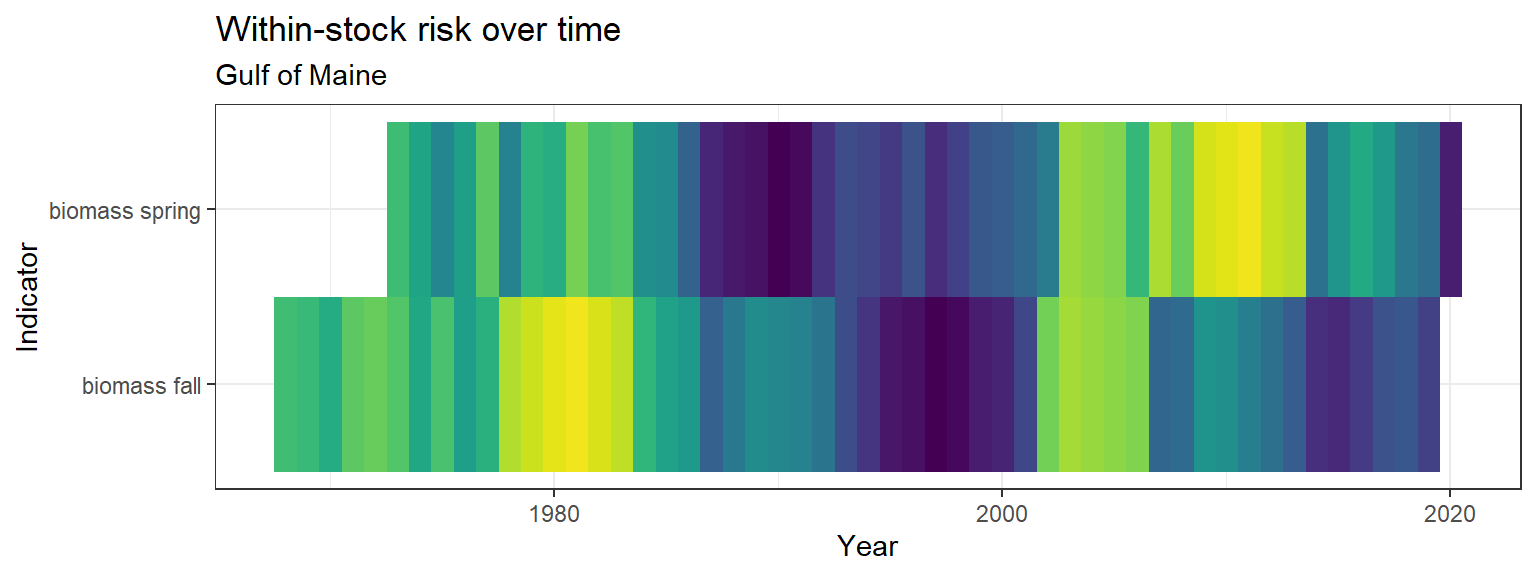 Within-stock risk over time
Gulf of Maine
Indicator
biomass spring
biomass fall
1980
2000
2020
Year